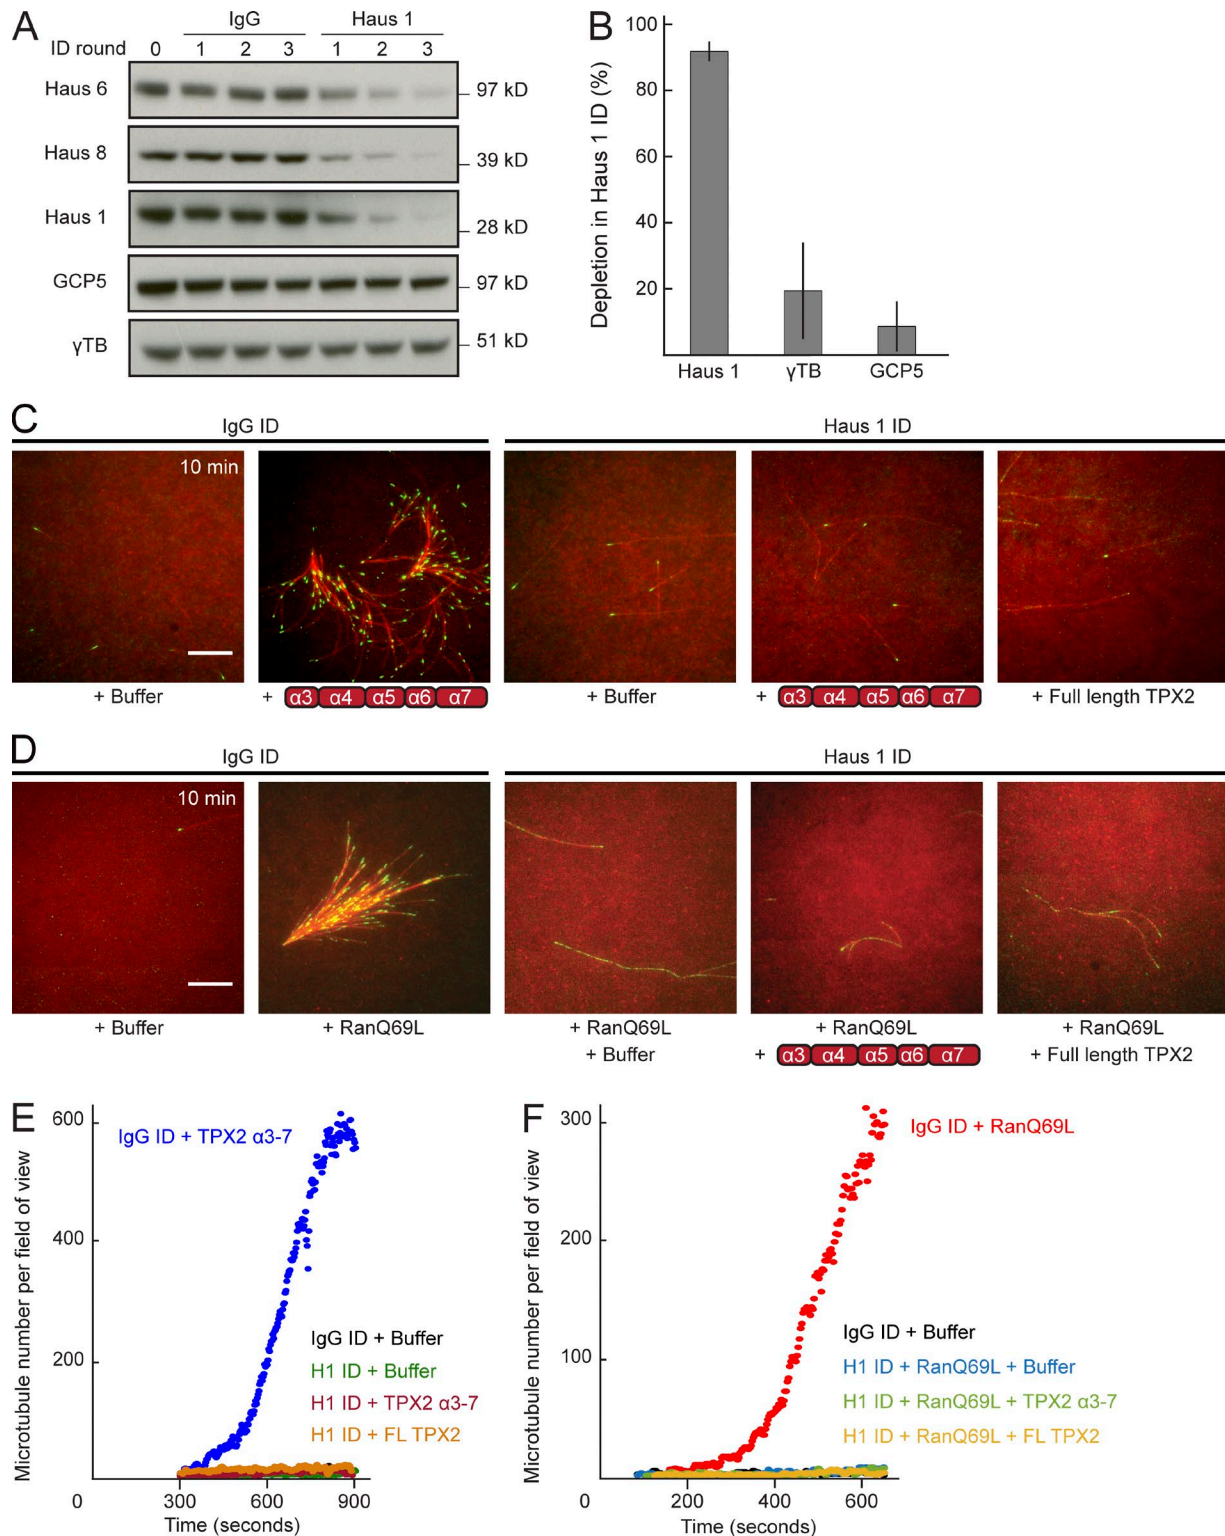 A
IgG Haus 1
ID round 0 1 2 3 1 2 3
Haus 6 97 kD
Haus 8 39 kD
Haus 1 28 kD
GCP5 97 kD
γTB 51 kD
B
Depletion in Haus 1 ID (%)
100
80
60
40
20
Haus 1 γTB GCP5
C
IgG ID Haus 1 ID
10 min
+ Buffer + α3 α4 α5 α6 α7 + Buffer + α3 α4 α5 α6 α7 + Full length TPX2
D
IgG ID Haus 1 ID
10 min
+ Buffer + RanQ69L + RanQ69L + RanQ69L + RanQ69L
+ Buffer + α3 α4 α5 α6 α7 + Full length TPX2
E
Microtubule number per field of view
600
400
200
IgG ID + TPX2 α3-7
IgG ID + Buffer
H1 ID + Buffer
H1 ID + TPX2 α3-7
H1 ID + FL TPX2
0 300 600 900
Time (seconds)
F
Microtubule number per field of view
300
200
100
IgG ID + RanQ69L
IgG ID + Buffer
H1 ID + RanQ69L + Buffer
H1 ID + RanQ69L + TPX2 α3-7
H1 ID + RanQ69L + FL TPX2
0 200 400 600
Time (seconds)